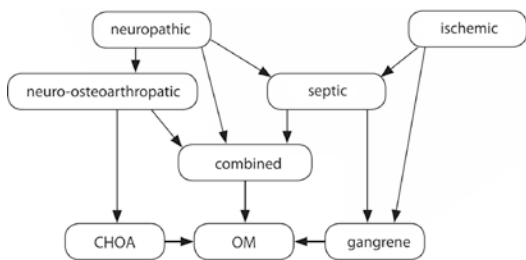 neuropathic
ischemic
neuro-osteoarthropatic
septic
combined
CHOA
OM
gangrene